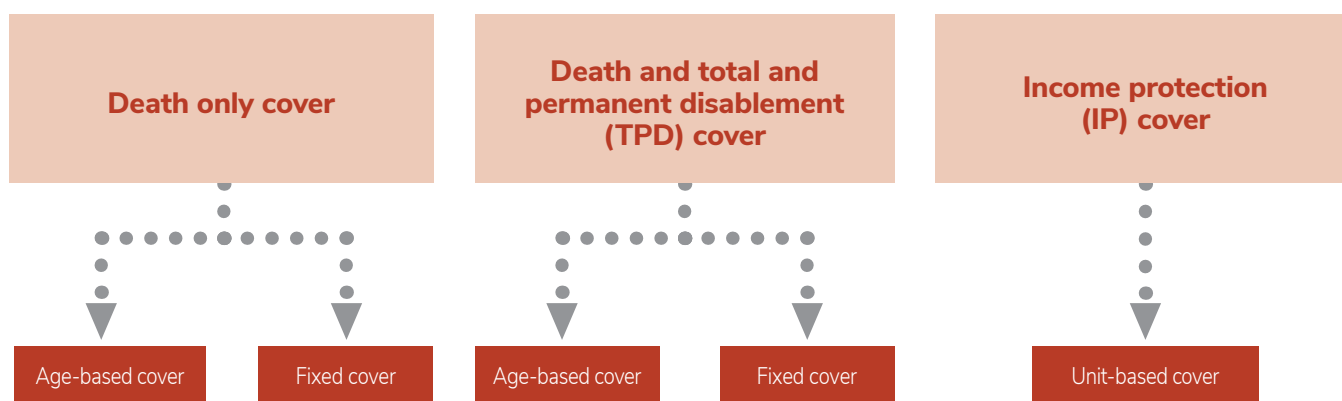 Death only cover
Death and total and
permanent disablement
(TPD) cover
Income protection
(IP) cover
Age-based cover
Fixed cover
Age-based cover
Fixed cover
Unit-based cover